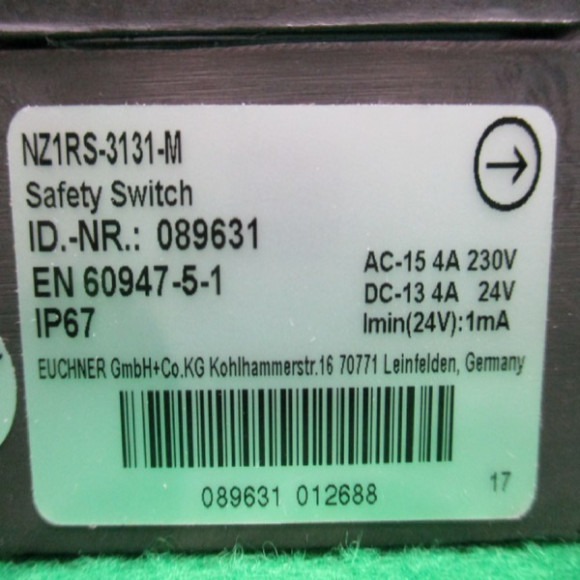 NZ1RS-3131-M
Safety Switch
ID.-NR.: 089631
EN 60947-5-1
IP67
AC-15 4A 230V
DC-13 4A 24V
Imin(24V):1mA
EUCHNER GmbH+Co.KG Kohlhammerstr.16 70771 Leinfelden, Germany
089631 012688
17